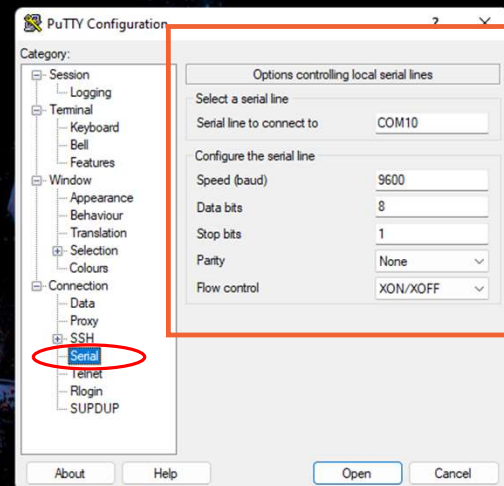 PuTTY Configuration ? X
Category:
Session
Logging
Terminal
Keyboard
Bell
Features
Window
Appearance
Behaviour
Translation
Selection
Colours
Connection
Data
Proxy
SSH
Serial
Telnet
Rlogin
SUPDUP
Options controlling local serial lines
Select a serial line
Serial line to connect to COM10
Configure the serial line
Speed (baud) 9600
Data bits 8
Stop bits 1
Parity None
Flow control XON/XOFF
About Help Open Cancel